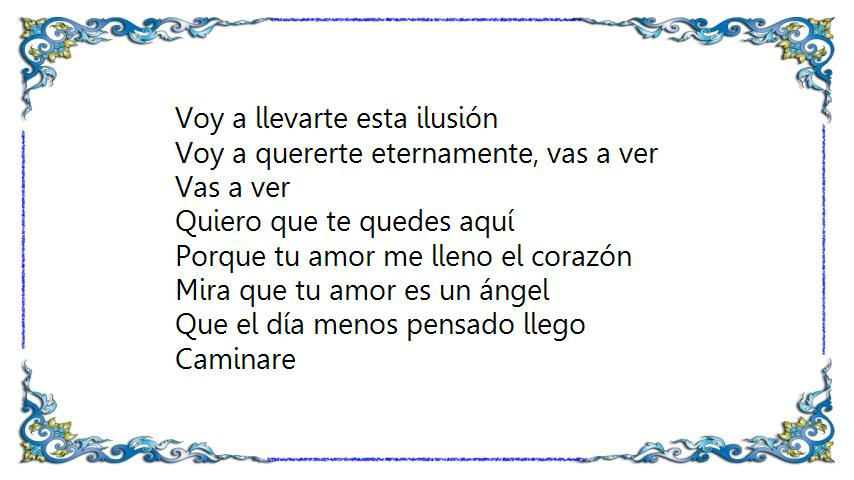 Voy a llevarte esta ilusión
Voy a quererte eternamente, vas a ver
Vas a ver
Quiero que te quedes aquí
Porque tu amor me lleno el corazón
Mira que tu amor es un ángel
Que el día menos pensado llego
Caminare